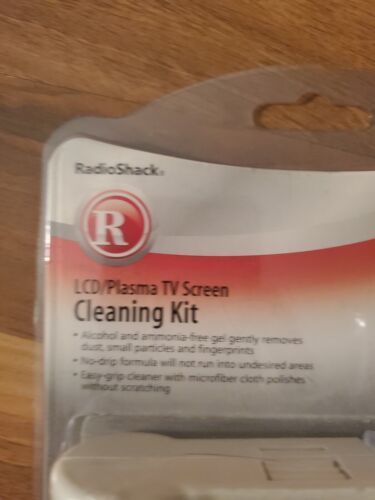 RadioShack®
R
LCD/Plasma TV Screen
Cleaning Kit
• Alcohol and ammonia-free gel gently removes
dust, small particles and fingerprints
• No-drip formula will not run into undesired areas
• Easy-grip cleaner with microfiber cloth polishes
without scratching